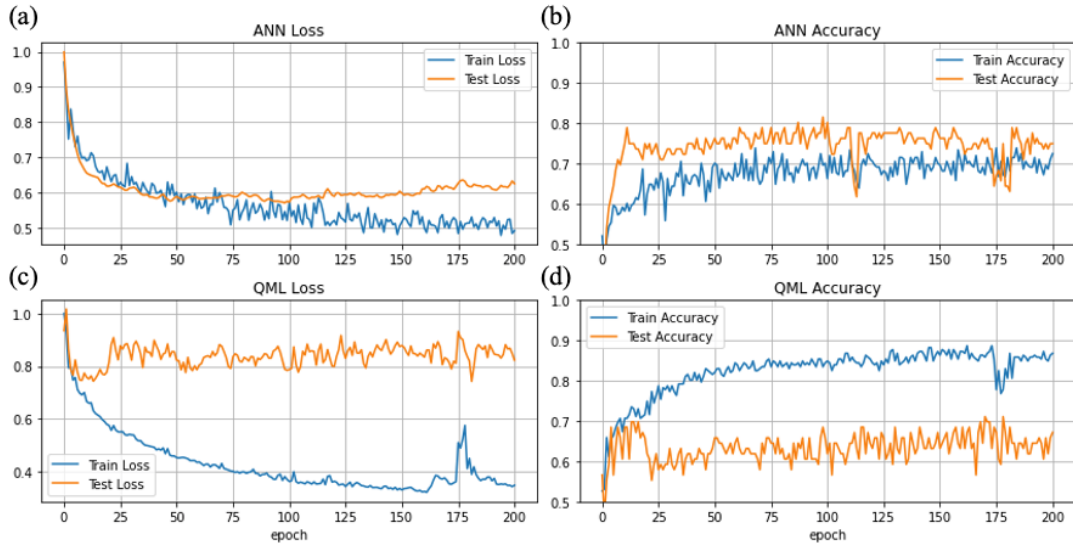 (a)
ANN Loss
1.0
0.9
0.8
0.7
0.6
0.5
Train Loss
Test Loss
0 25 50 75 100 125 150 175 200
(b)
ANN Accuracy
1.0
0.9
0.8
0.7
0.6
0.5
Train Accuracy
Test Accuracy
0 25 50 75 100 125 150 175 200
(c)
QML Loss
1.0
0.8
0.6
0.4
Train Loss
Test Loss
0 25 50 75 100 125 150 175 200
epoch
(d)
QML Accuracy
1.0
0.9
0.8
0.7
0.6
0.5
Train Accuracy
Test Accuracy
0 25 50 75 100 125 150 175 200
epoch